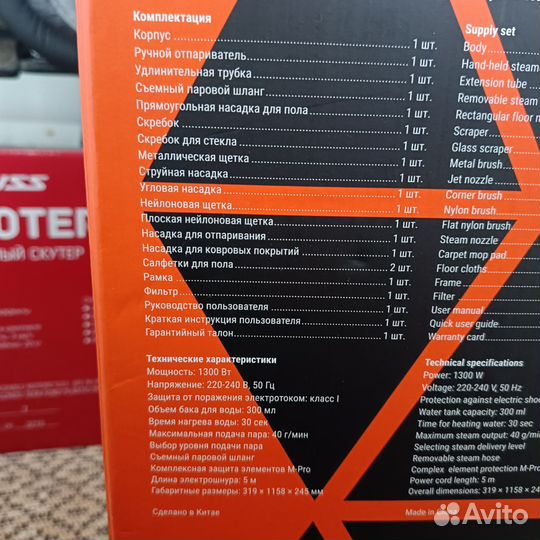 Комплектация
Корпус 1 шт.
Ручной отпариватель 1 шт.
Удлинительная трубка 1 шт.
Съемный паровой шланг 1 шт.
Прямоугольная насадка для пола 1 шт.
Скребок 1 шт.
Скребок для стекла 1 шт.
Металлическая щетка 1 шт.
Струйная насадка 1 шт.
Угловая насадка 1 шт.
Нейлоновая щетка 1 шт.
Плоская нейлоновая щетка 1 шт.
Насадка для отпаривания 1 шт.
Насадка для ковровых покрытий 1 шт.
Салфетки для пола 2 шт.
Рамка 1 шт.
Фильтр 1 шт.
Руководство пользователя 1 шт.
Краткая инструкция пользователя 1 шт.
Гарантийный талон 1 шт.
Технические характеристики
Мощность: 1300 Вт
Напряжение: 220-240 В, 50 Гц
Защита от поражения электротоком: класс I
Объем бака для воды: 300 мл
Время нагрева воды: 30 сек
Максимальная подача пара: 40 г/мин
Выбор уровня подачи пара
Съемный паровой шланг
Комплексная защита элементов M-Pro
Длина электрошнура: 5 м
Габаритные размеры: 319 × 1158 × 245 мм
Сделано в Китае
Supply set
Body
Hand-held steam
Extension tube
Removable steam
Rectangular floor
Scraper
Glass scraper
Metal brush
Jet nozzle
Corner brush
Nylon brush
Flat nylon brush
Steam nozzle
Carpet mop pad
Floor cloths
Frame
Filter
User manual
Quick user guide
Warranty card
Technical specifications
Power: 1300 W
Voltage: 220-240 V, 50 Hz
Protection against electric
Water tank capacity: 300 ml
Time for heating water: 30 sec
Maximum steam output: 40 g/min
Selecting steam delivery level
Removable steam hose
Complex element protection M-Pro
Power cord length: 5 m
Overall dimensions: 319 × 1158 × 24
Made in
СКУТЕР
Avito